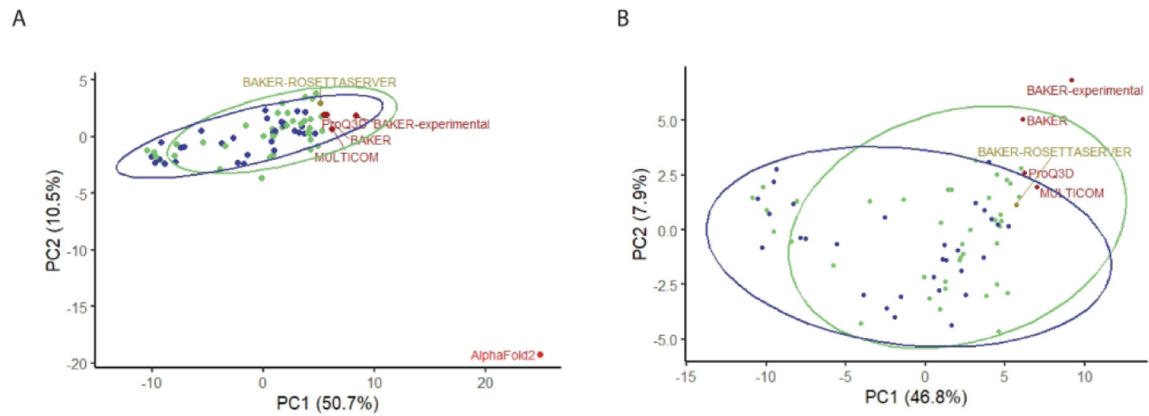 A
B
PC2 (10.5%)
5
0
-5
-10
-15
-20
BAKER-ROSETTASERVER
ProQ3D
BAKER-experimental
BAKER
MULTICOM
AlphaFold2
-10
0
10
20
PC1 (50.7%)
PC2 (7.9%)
5.0
2.5
0.0
-2.5
-5.0
BAKER-experimental
BAKER
BAKER-ROSETTASERVER
ProQ3D
MULTICOM
-15
-10
-5
0
5
10
PC1 (46.8%)